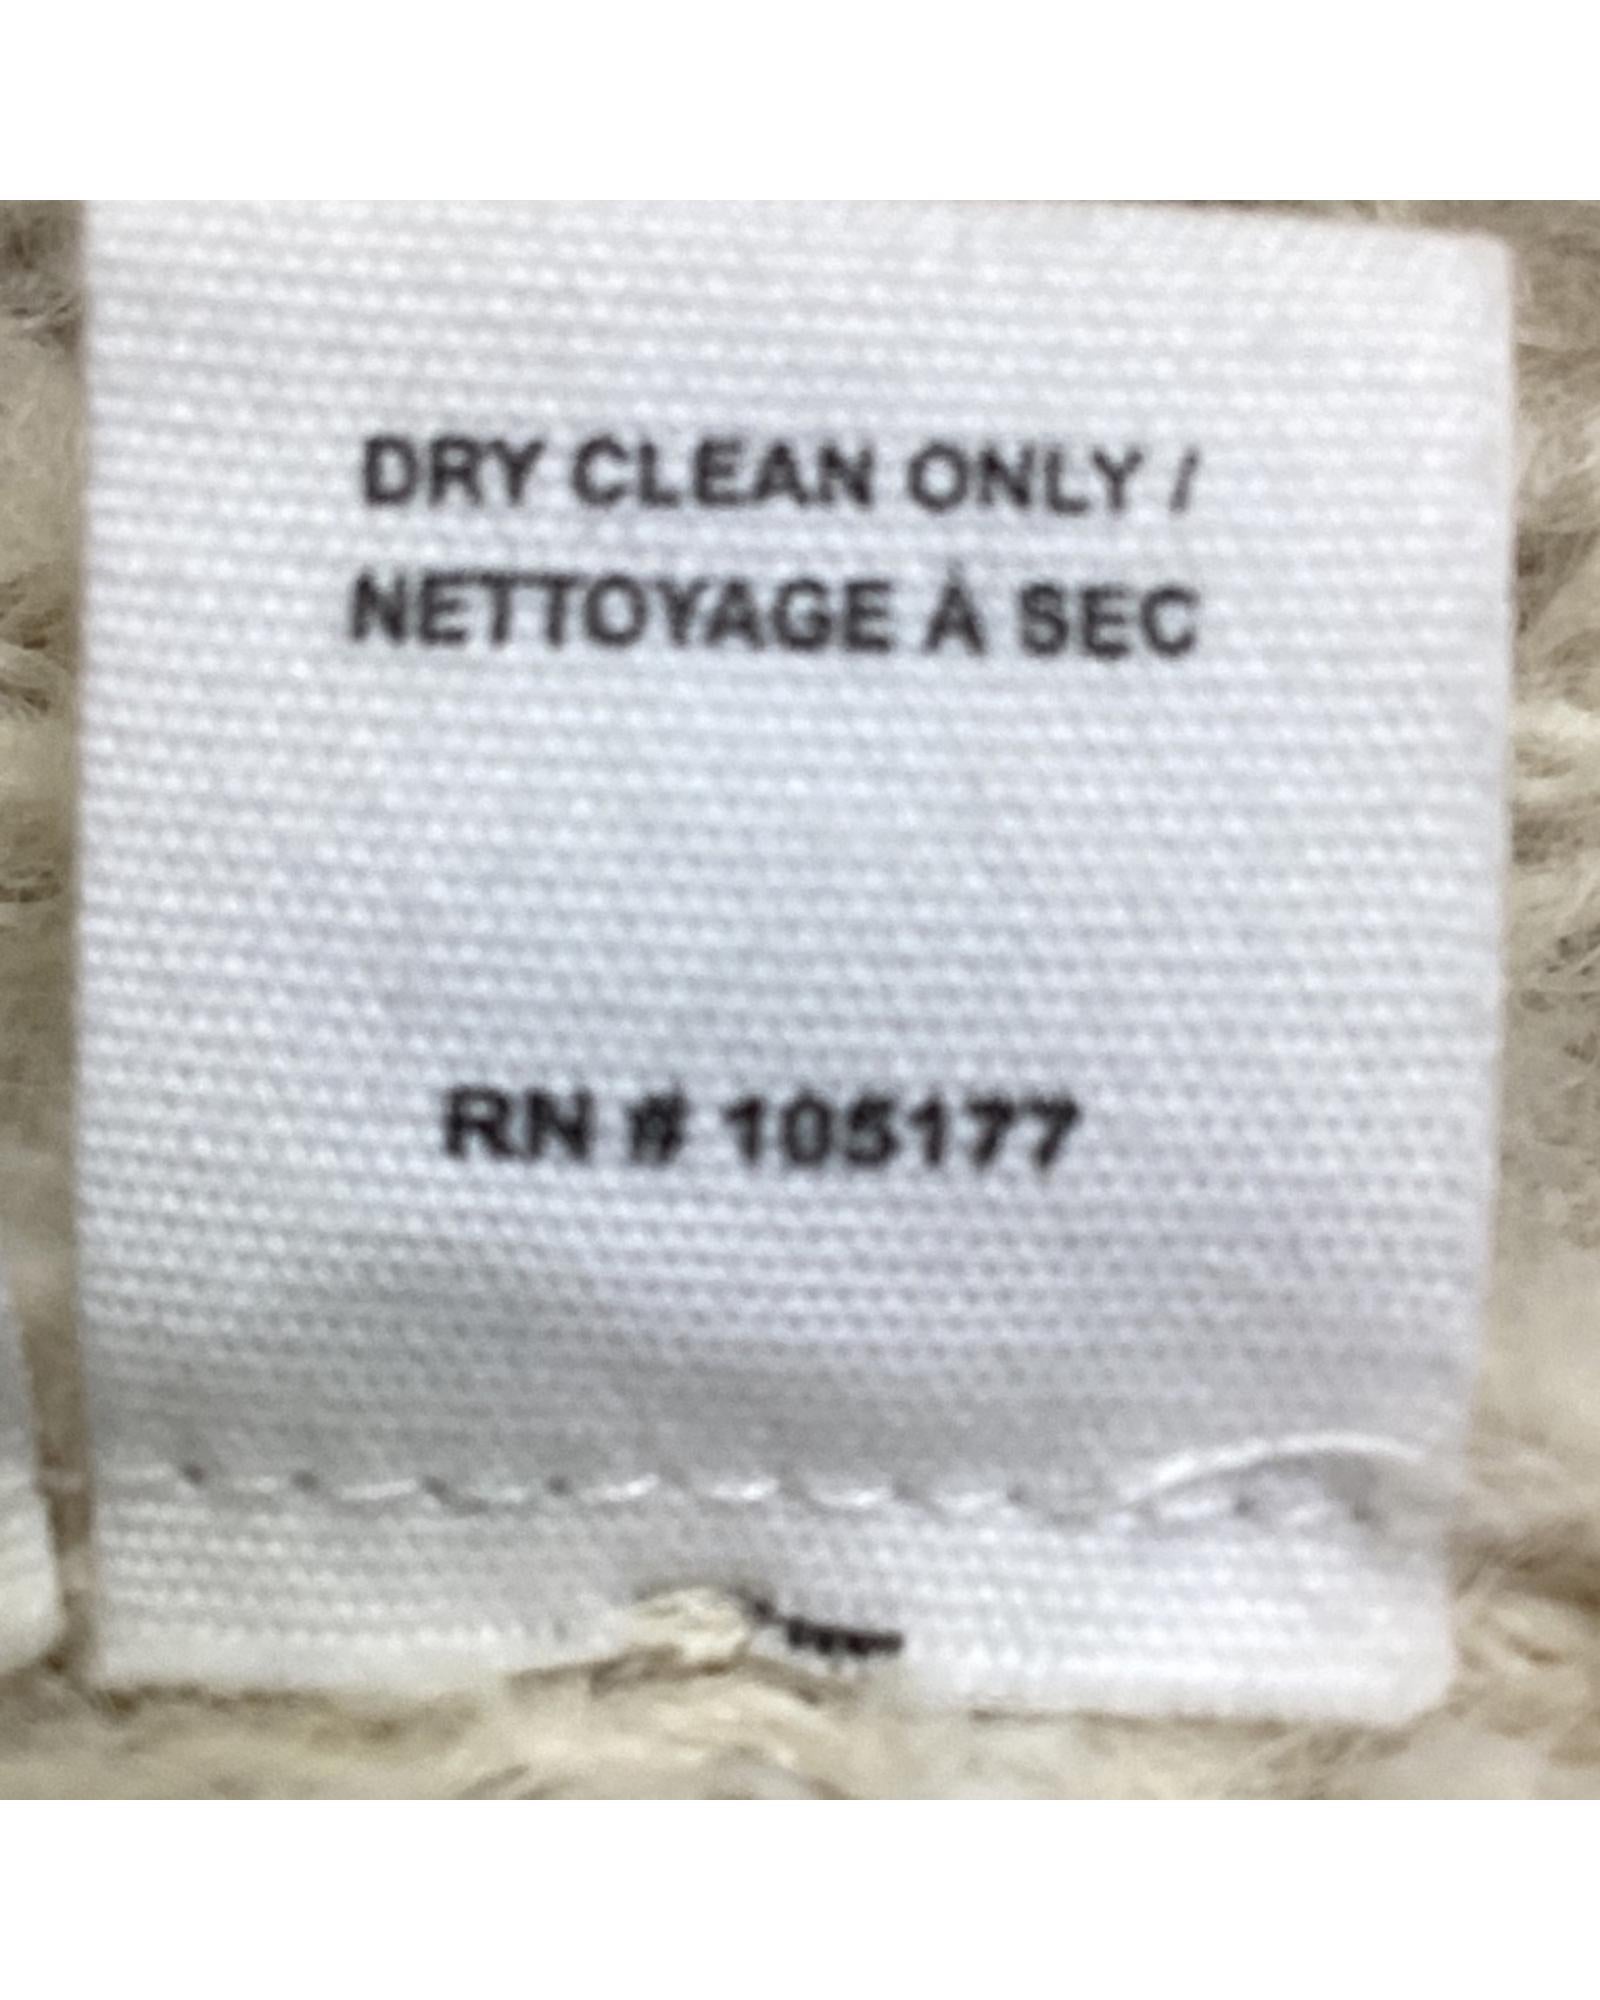 DRY CLEAN ONLY /
NETTOYAGE À SEC
RN # 105177